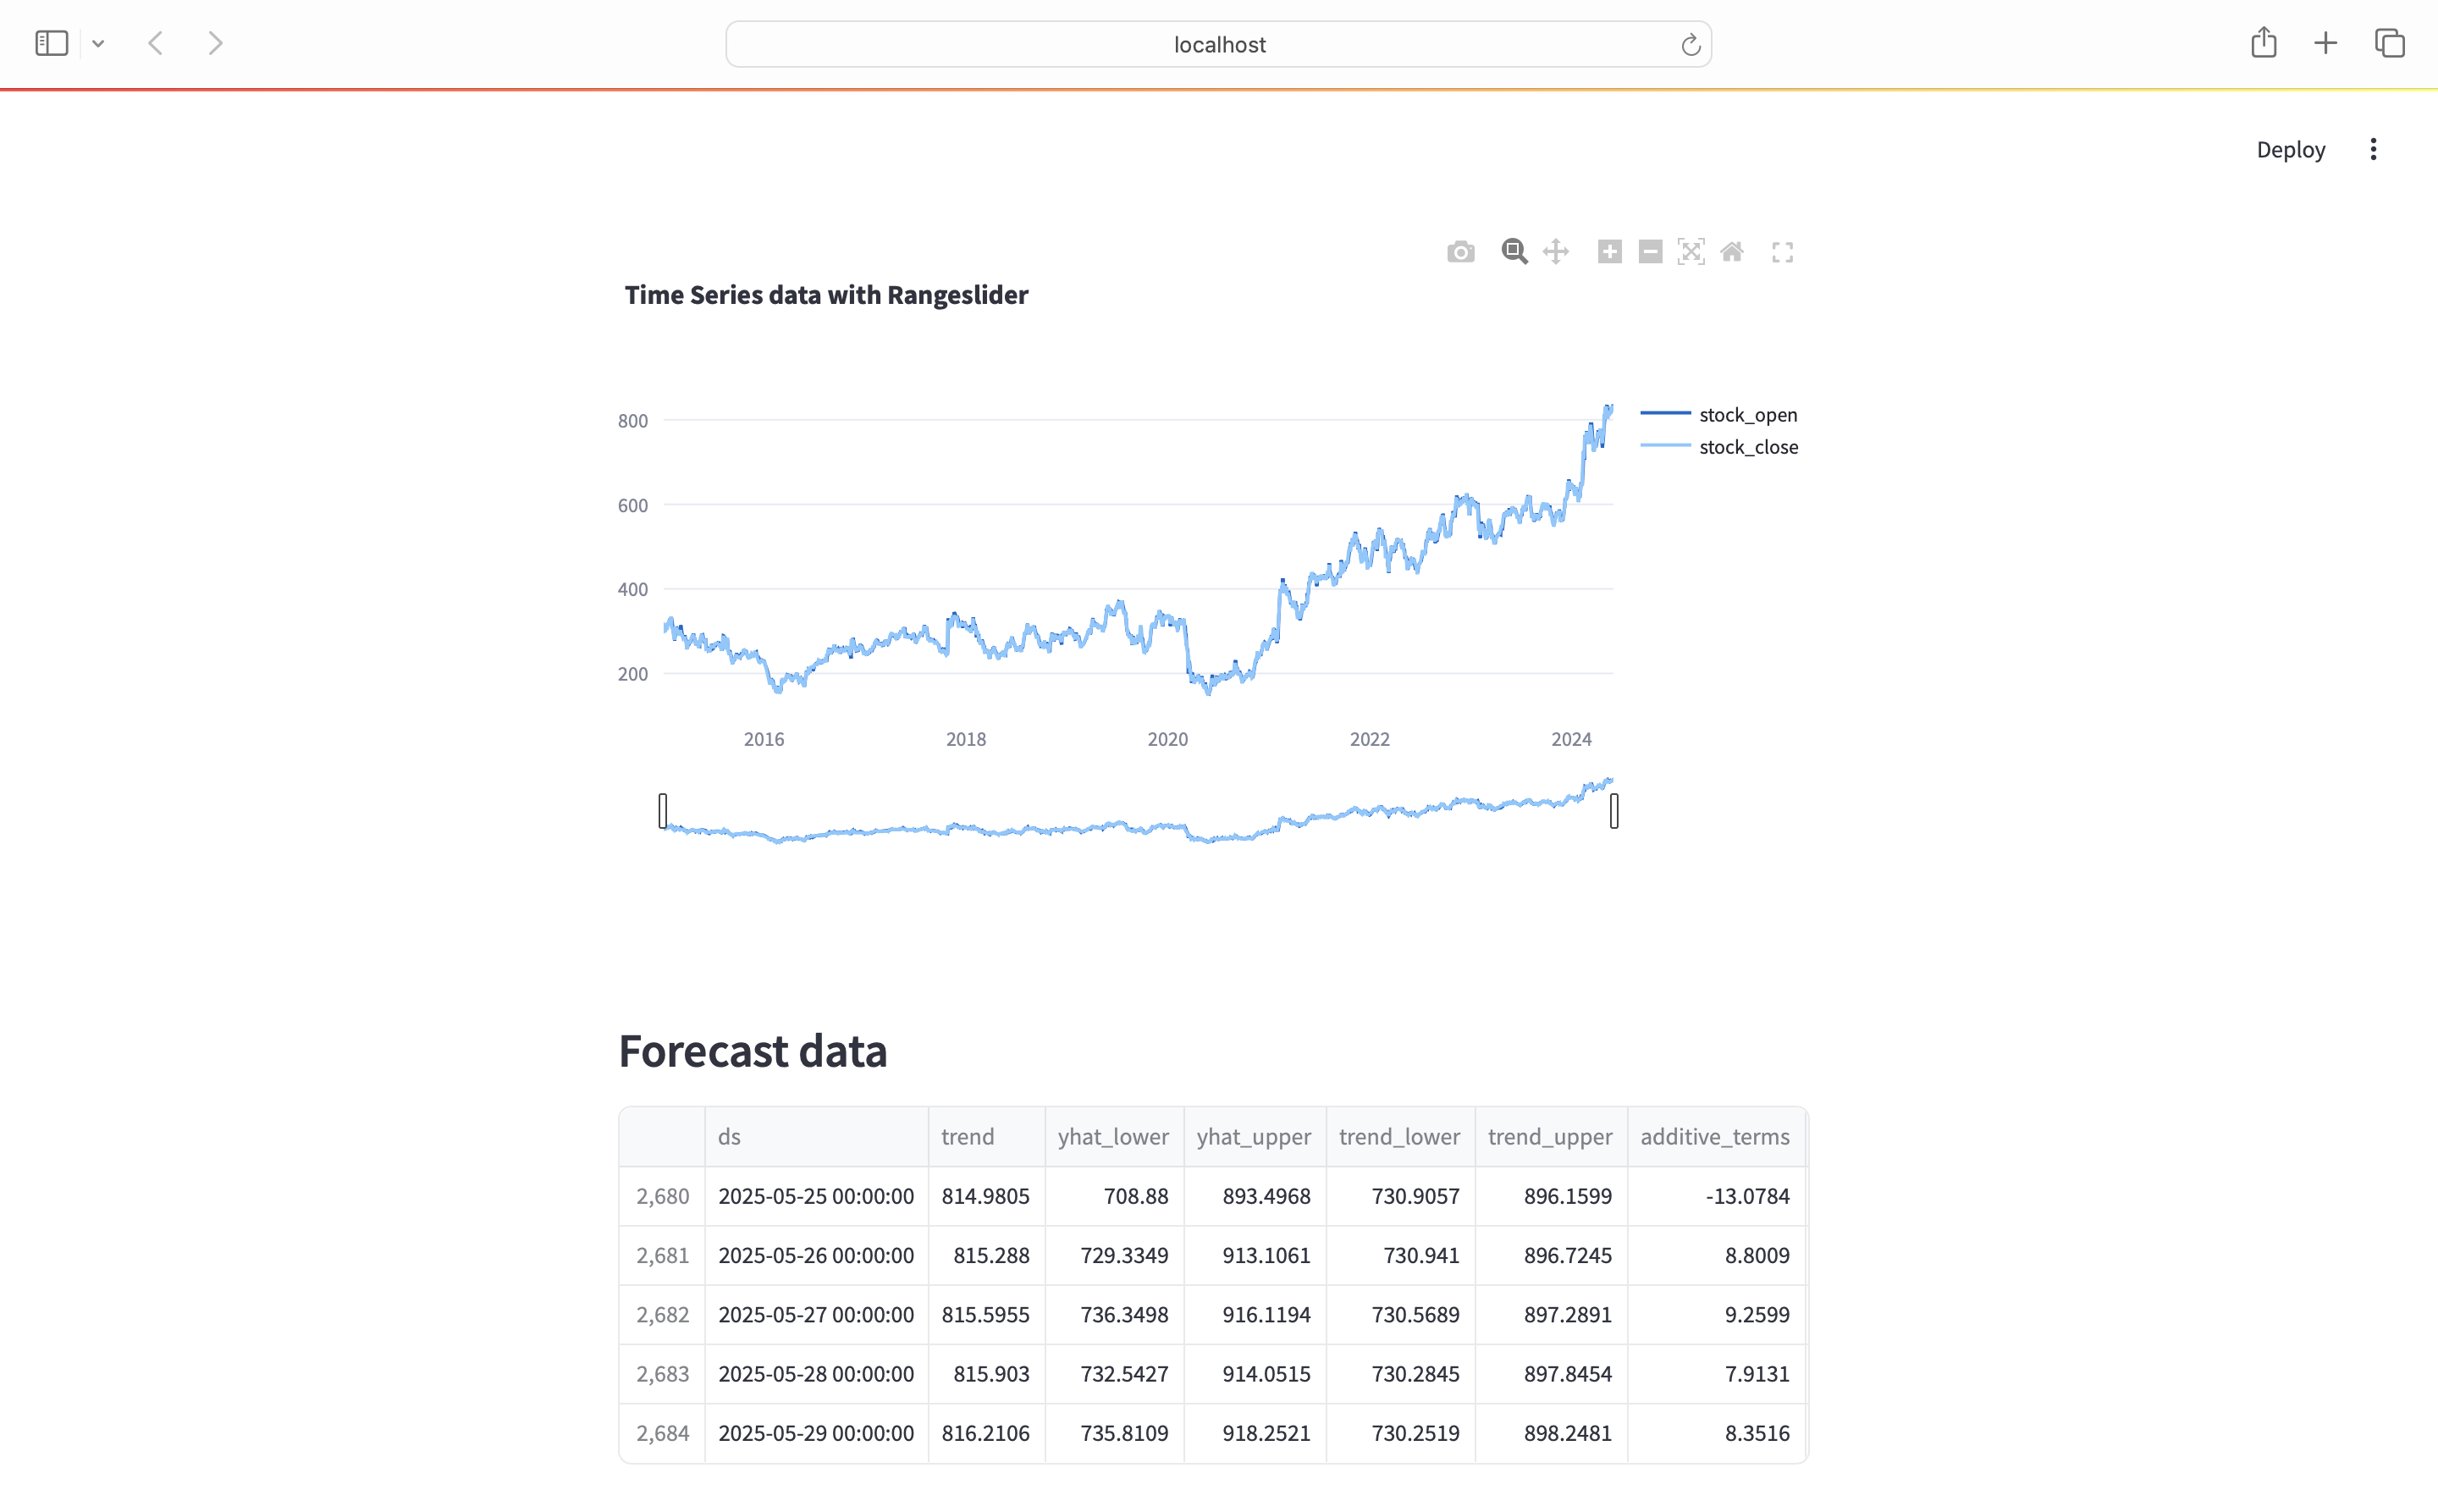 localhost
Deploy
Time Series data with Rangeslider
800
600
400
200
2016 2018 2020 2022 2024
stock_open
stock_close
Forecast data
ds trend yhat_lower yhat_upper trend_lower trend_upper additive_terms
2,680 2025-05-25 00:00:00 814.9805 708.88 893.4968 730.9057 896.1599 -13.0784
2,681 2025-05-26 00:00:00 815.288 729.3349 913.1061 730.941 896.7245 8.8009
2,682 2025-05-27 00:00:00 815.5955 736.3498 916.1194 730.5689 897.2891 9.2599
2,683 2025-05-28 00:00:00 815.903 732.5427 914.0515 730.2845 897.8454 7.9131
2,684 2025-05-29 00:00:00 816.2106 735.8109 918.2521 730.2519 898.2481 8.3516